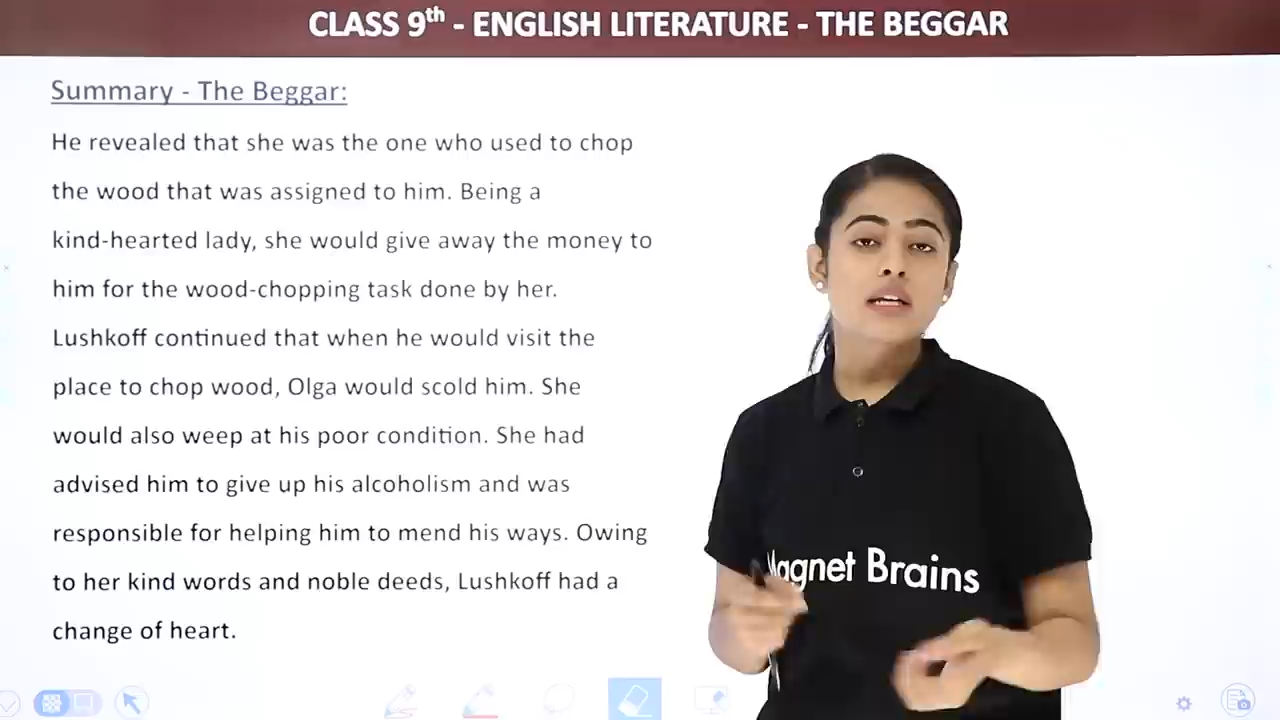 CLASS 9th - ENGLISH LITERATURE - THE BEGGAR
Summary - The Beggar:
He revealed that she was the one who used to chop
the wood that was assigned to him. Being a
kind-hearted lady, she would give away the money to
him for the wood-chopping task done by her.
Lushkoff continued that when he would visit the
place to chop wood, Olga would scold him. She
would also weep at his poor condition. She had
advised him to give up his alcoholism and was
responsible for helping him to mend his ways. Owing
to her kind words and noble deeds, Lushkoff had a
change of heart.
Magnet Brains